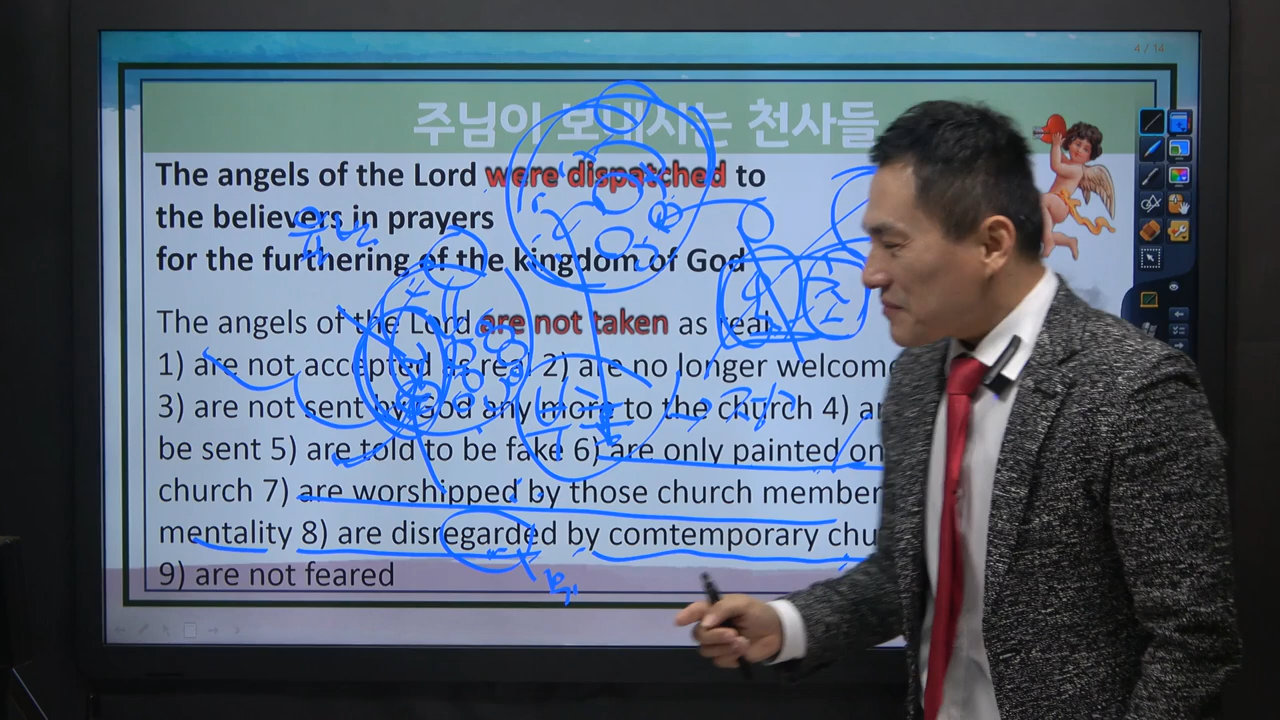 4 / 14
주님이 보내시는 천사들
The angels of the Lord were dispatched to
the believers in prayers
for the furthering of the kingdom of God
The angels of the Lord are not taken as real
1) are not accepted as real 2) are no longer welcome
3) are not sent by God any more to the church 4)
be sent 5) are told to be fake 6) are only painted on
church 7) are worshipped by those church member
mentality 8) are disregarded by comtemporary
9) are not feared